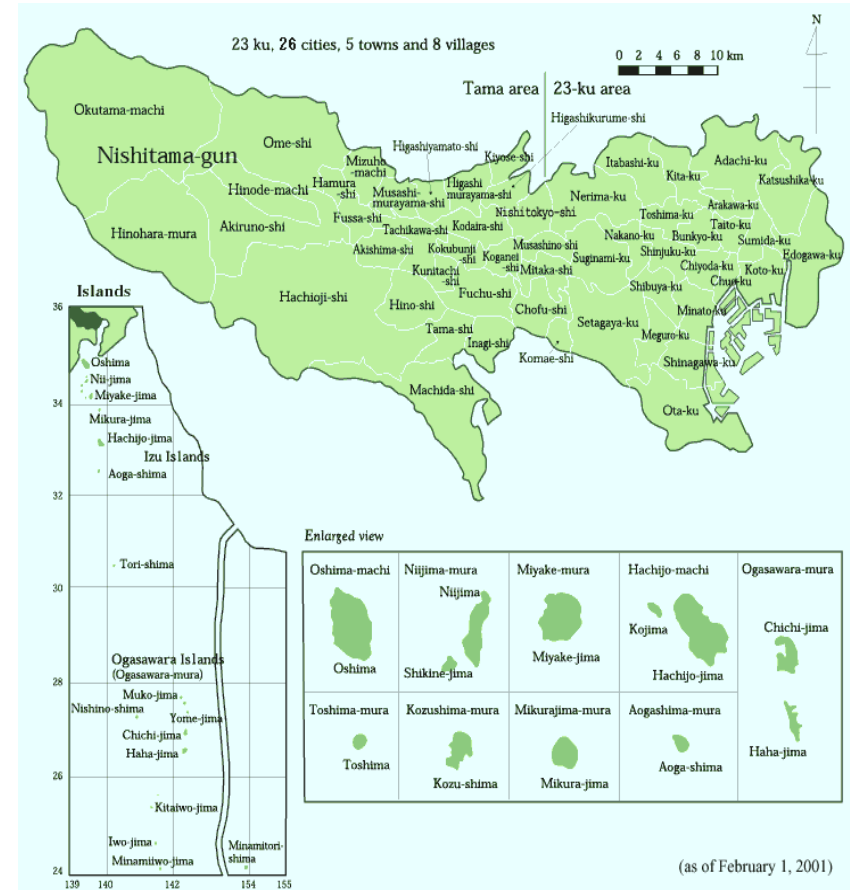 23 ku, 26 cities, 5 towns and 8 villages
N
0 2 4 6 8 10 km
Tama area
23-ku area
Higashikurume-shi
Okutama-machi
Nishitama-gun
Ome-shi
Higashiyamato-shi
Kiyose-shi
Mizuho
-machi
Hinode-machi
Hamura
-shi
Musashi-
murayama-shi
Higashi
murayama-shi
Itabashi-ku
Kita-ku
Adachi-ku
Katsushika-ku
Nerima-ku
Hinohara-mura
Akiruno-shi
Fussa-shi
Tachikawa-shi
Kodaira-shi
Nishitokyo-shi
Toshima-ku
Arakawa-ku
Taito-ku
Akishima-shi
Kokubunji
-shi
Koganei
-shi
Musashino-shi
Mitaka-shi
Suginami-ku
Nakano-ku
Bunkyo-ku
Shinjuku-ku
Sumida-ku
Edogawa-ku
Kunitachi
-shi
Chiyoda-ku
Koto-ku
Chuo-ku
Shibuya-ku
Hachioji-shi
Hino-shi
Fuchu-shi
Chofu-shi
Setagaya-ku
Minato-ku
Meguro-ku
Tama-shi
Inagi-shi
Komae-shi
Shinagawa-ku
Machida-shi
Ota-ku
Islands
36
Oshima
Nii-jima
Miyake-jima
34
Mikura-jima
Hachijo-jima
Izu Islands
Aoga-shima
32
Tori-shima
30
Ogasawara Islands
(Ogasawara-mura)
28
Muko-jima
Nishino-shima
Yome-jima
Chichi-jima
Haha-jima
26
Kitaiwo-jima
Iwo-jima
Minamiiwo-jima
Minamitori-
shima
24
139 140 142 154 155
Enlarged view
Oshima-machi
Oshima
Niijima-mura
Niijima
Shikine-jima
Miyake-mura
Miyake-jima
Hachijo-machi
Kojima
Hachijo-jima
Ogasawara-mura
Chichi-jima
Haha-jima
Toshima-mura
Toshima
Kozushima-mura
Kozu-shima
Mikurajima-mura
Mikura-jima
Aogashima-mura
Aoga-shima
(as of February 1, 2001)